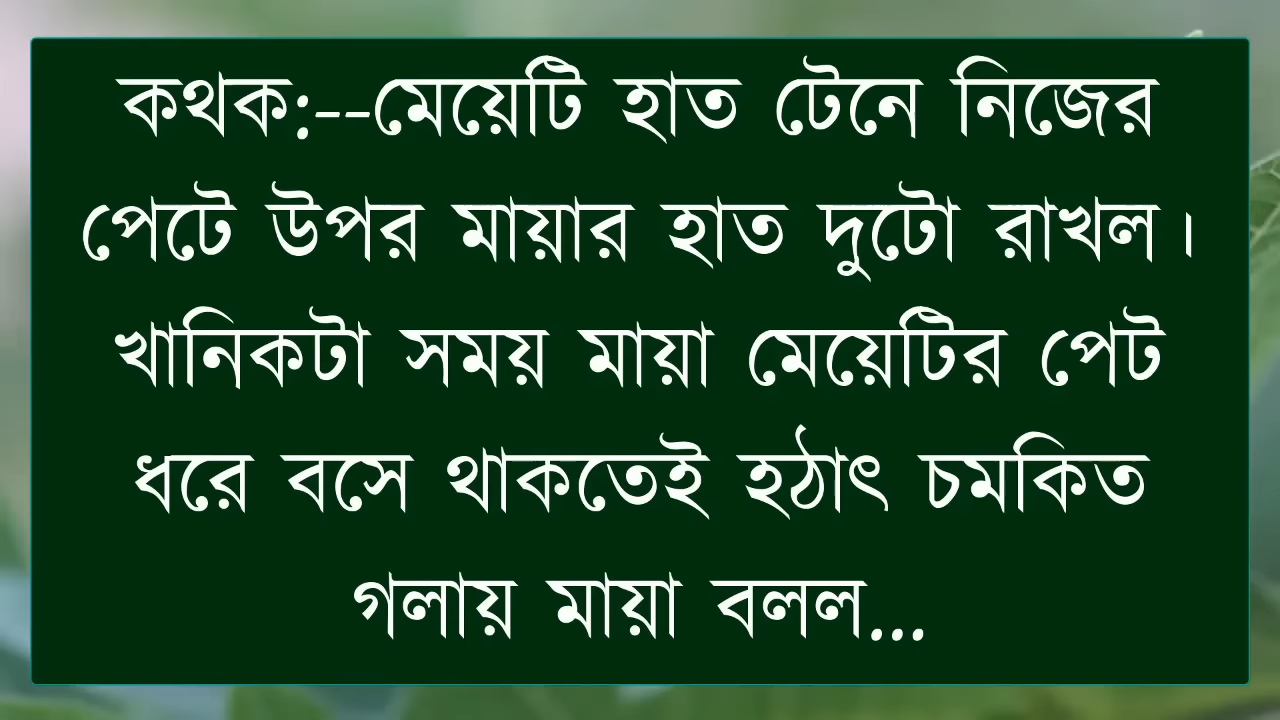 কথক:--মেয়েটি হাত টেনে নিজের
পেটে উপর মায়ার হাত দুটো রাখল।
খানিকটা সময় মায়া মেয়েটির পেট
ধরে বসে থাকতেই হঠাৎ চমকিত
গলায় মায়া বলল...